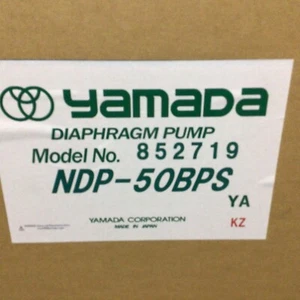 YAMADA
DIAPHRAGM PUMP
Model No. 852719
NDP-50BPS
YA
KZ
YAMADA CORPORATION
MADE IN JAPAN